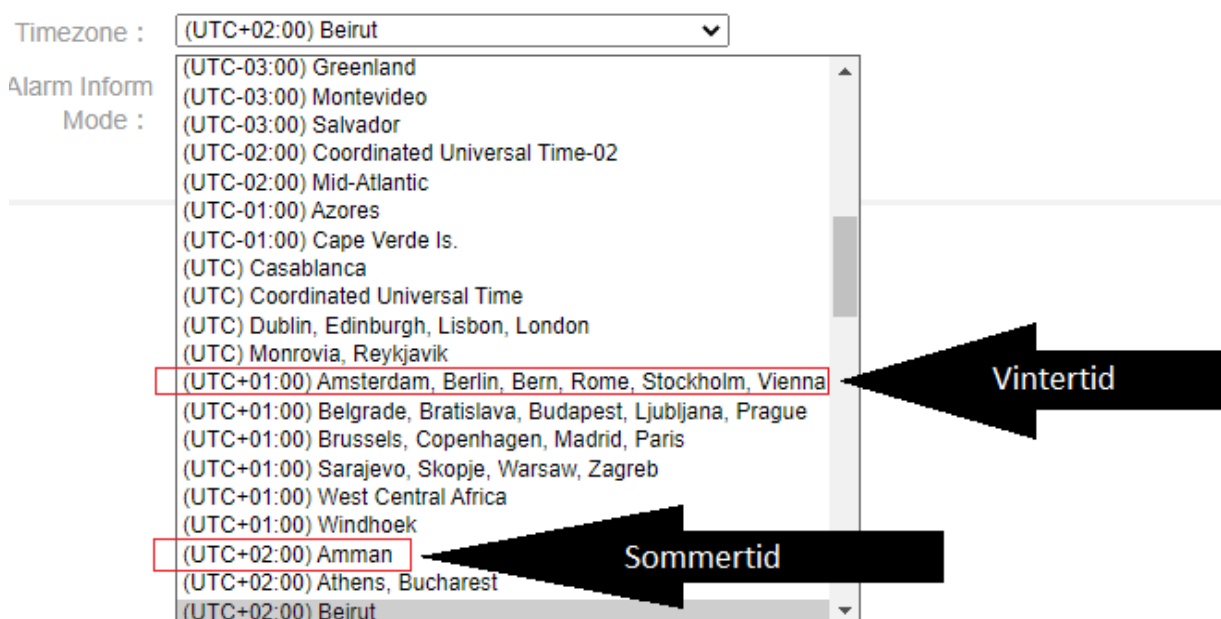 Timezone : (UTC+02:00) Beirut
(UTC-03:00) Greenland
Alarm Inform
Mode :
(UTC-03:00) Montevideo
(UTC-03:00) Salvador
(UTC-02:00) Coordinated Universal Time-02
(UTC-02:00) Mid-Atlantic
(UTC-01:00) Azores
(UTC-01:00) Cape Verde Is.
(UTC) Casablanca
(UTC) Coordinated Universal Time
(UTC) Dublin, Edinburgh, Lisbon, London
(UTC) Monrovia, Reykjavik
(UTC+01:00) Amsterdam, Berlin, Bern, Rome, Stockholm, Vienna
Vintertid
(UTC+01:00) Belgrade, Bratislava, Budapest, Ljubljana, Prague
(UTC+01:00) Brussels, Copenhagen, Madrid, Paris
(UTC+01:00) Sarajevo, Skopje, Warsaw, Zagreb
(UTC+01:00) West Central Africa
(UTC+01:00) Windhoek
(UTC+02:00) Amman
Sommertid
(UTC+02:00) Athens, Bucharest
(UTC+02:00) Beirut